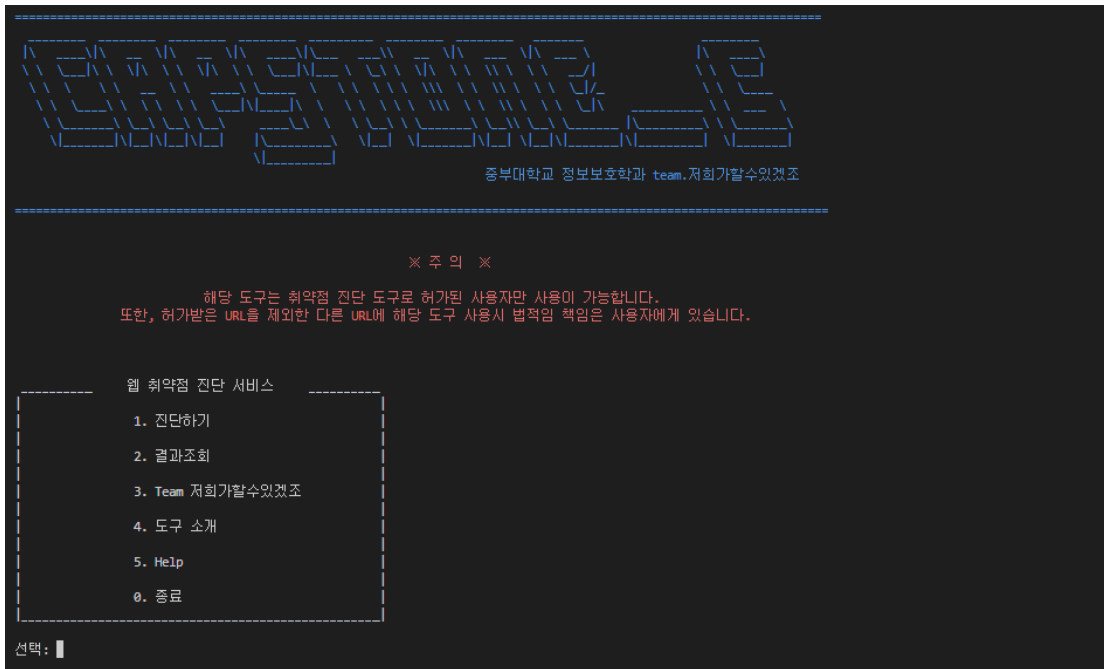 CAPSTONE_6
중부대학교 정보보호학과 team.저희가할수있겠조
※ 주 의 ※
해당 도구는 취약점 진단 도구로 허가된 사용자만 사용이 가능합니다.
또한, 허가받은 URL을 제외한 다른 URL에 해당 도구 사용시 법적임 책임은 사용자에게 있습니다.
웹 취약점 진단 서비스
1. 진단하기
2. 결과조회
3. Team 저희가할수있겠조
4. 도구 소개
5. Help
0. 종료
선택: